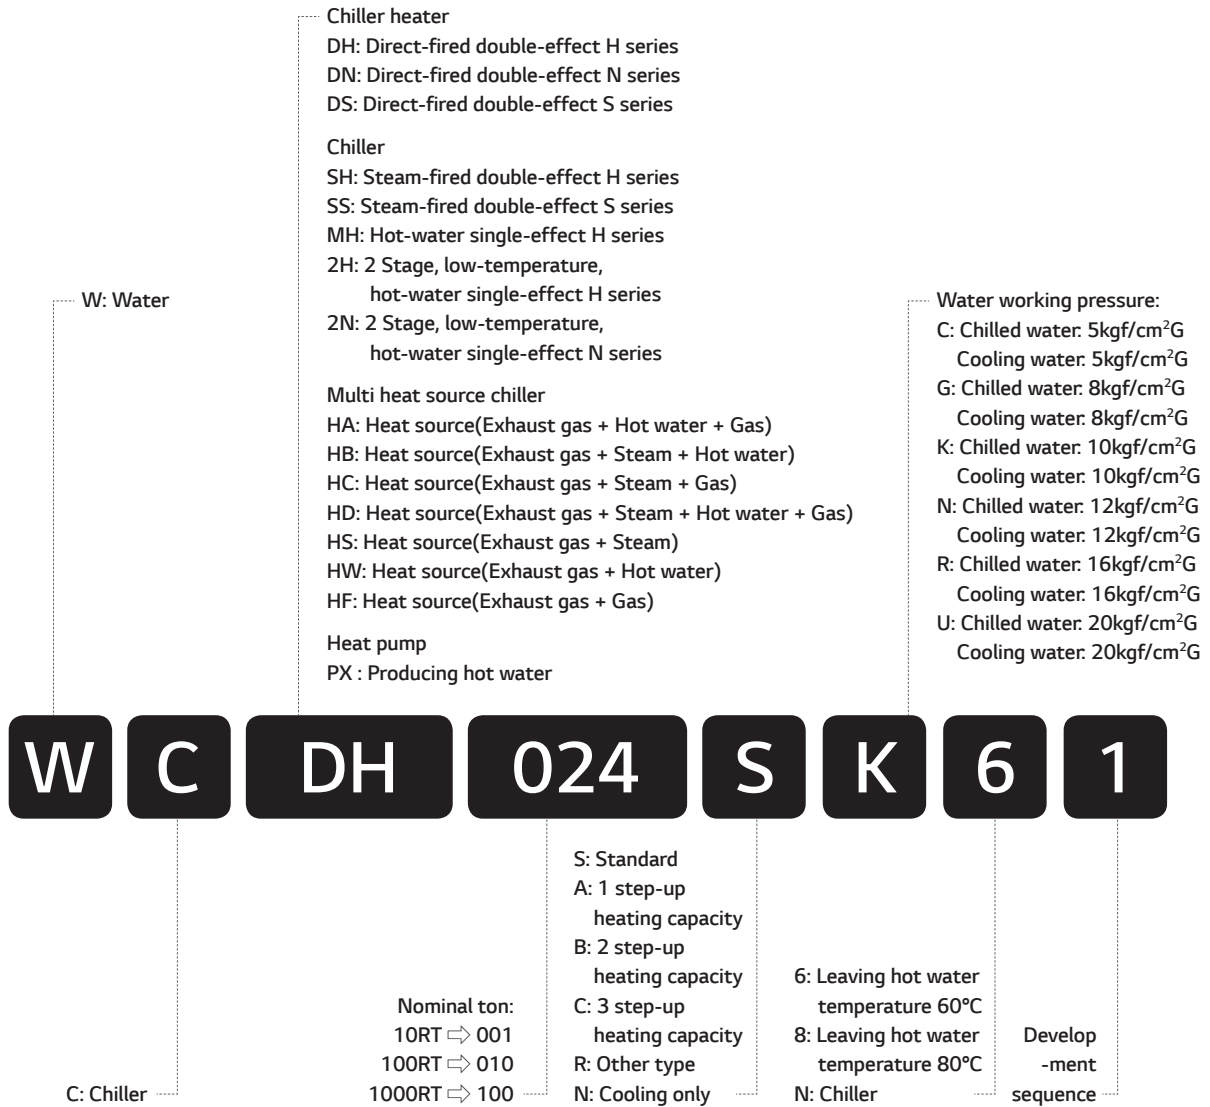 Chiller heater
DH: Direct-fired double-effect H series
DN: Direct-fired double-effect N series
DS: Direct-fired double-effect S series
Chiller
SH: Steam-fired double-effect H series
SS: Steam-fired double-effect S series
MH: Hot-water single-effect H series
2H: 2 Stage, low-temperature,
hot-water single-effect H series
2N: 2 Stage, low-temperature,
hot-water single-effect N series
Multi heat source chiller
HA: Heat source(Exhaust gas + Hot water + Gas)
HB: Heat source(Exhaust gas + Steam + Hot water)
HC: Heat source(Exhaust gas + Steam + Gas)
HD: Heat source(Exhaust gas + Steam + Hot water + Gas)
HS: Heat source(Exhaust gas + Steam)
HW: Heat source(Exhaust gas + Hot water)
HF: Heat source(Exhaust gas + Gas)
Heat pump
PX : Producing hot water
W: Water
Water working pressure:
C: Chilled water: 5kgf/cm²G
Cooling water: 5kgf/cm²G
G: Chilled water: 8kgf/cm²G
Cooling water: 8kgf/cm²G
K: Chilled water: 10kgf/cm²G
Cooling water: 10kgf/cm²G
N: Chilled water: 12kgf/cm²G
Cooling water: 12kgf/cm²G
R: Chilled water: 16kgf/cm²G
Cooling water: 16kgf/cm²G
U: Chilled water: 20kgf/cm²G
Cooling water: 20kgf/cm²G
W C DH 024 S K 6 1
C: Chiller
Nominal ton:
10RT ⇨ 001
100RT ⇨ 010
1000RT ⇨ 100
S: Standard
A: 1 step-up
heating capacity
B: 2 step-up
heating capacity
C: 3 step-up
heating capacity
R: Other type
N: Cooling only
6: Leaving hot water
temperature 60°C
8: Leaving hot water
temperature 80°C
N: Chiller
Develop
-ment
sequence